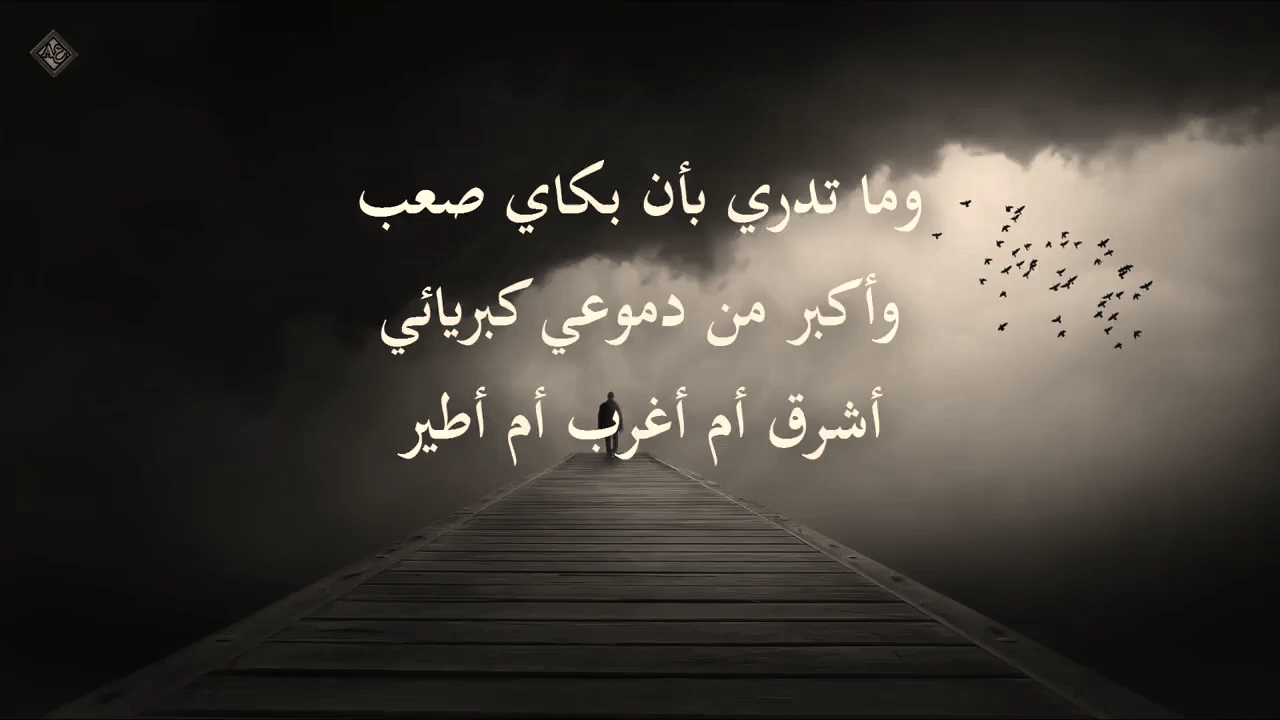 وما تدري بأن بكاي صعب
وأكبر من دموعي كبريائي
أشرق أم أغرب أم أطير